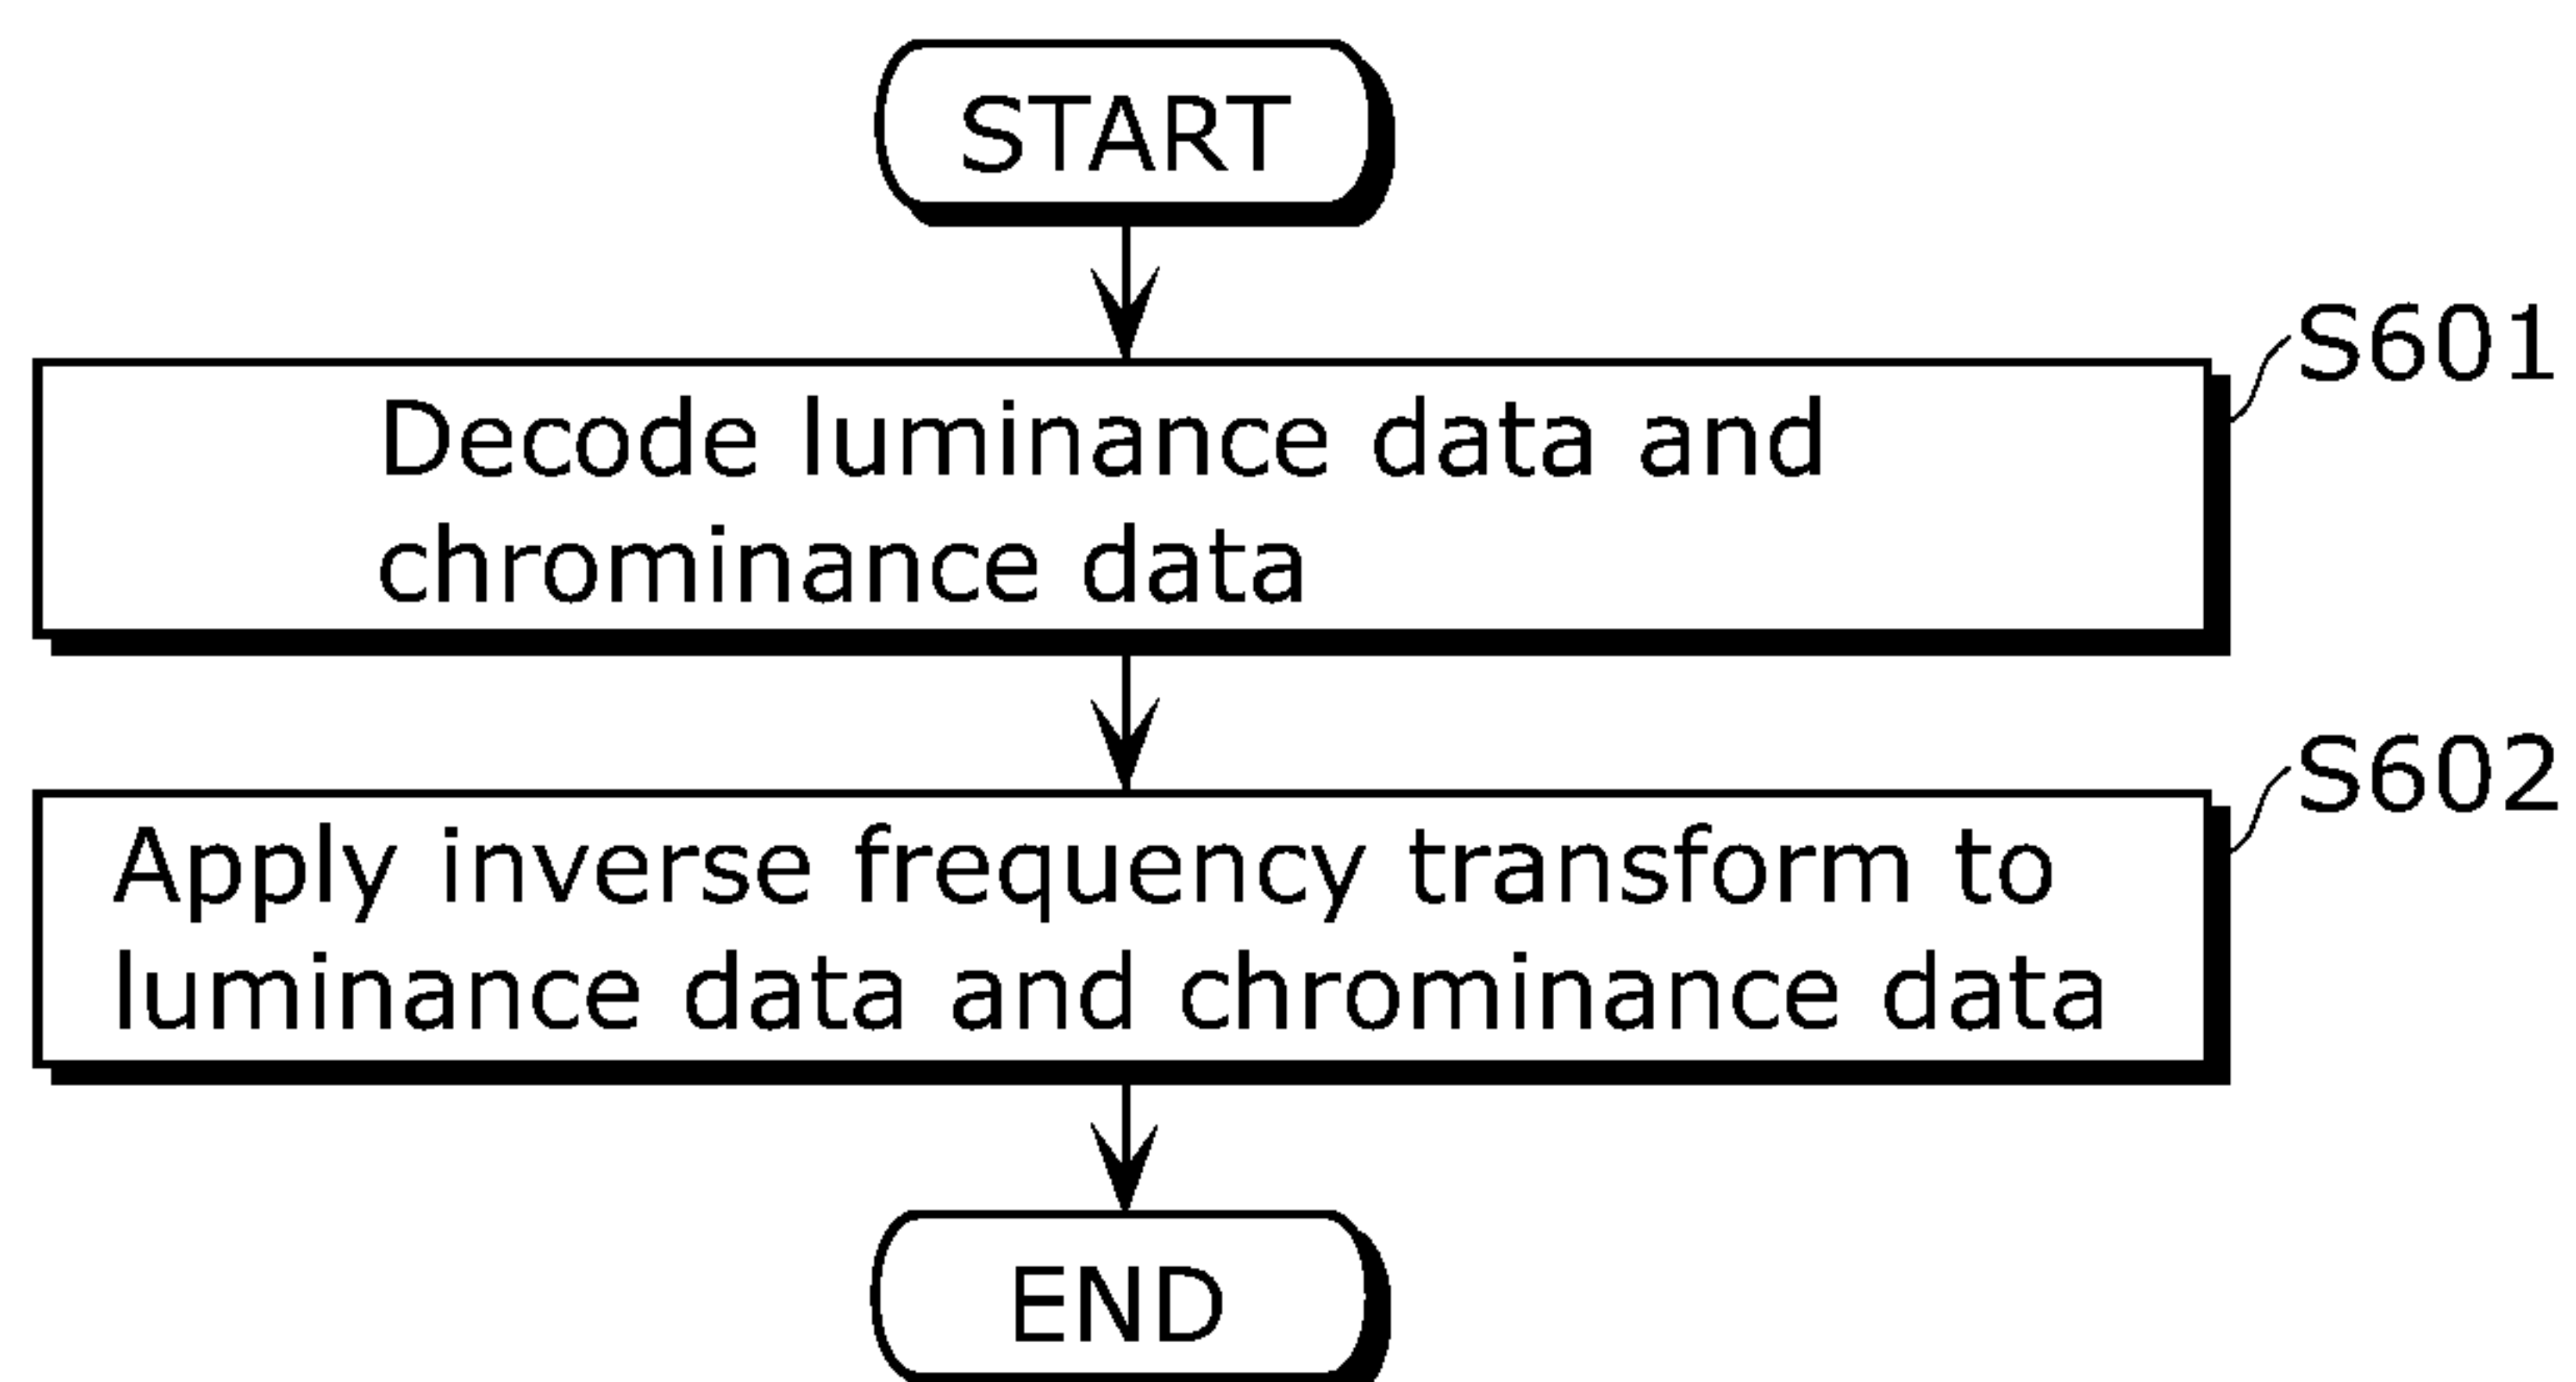 START
S601
Decode luminance data and
chrominance data
S602
Apply inverse frequency transform to
luminance data and chrominance data
END